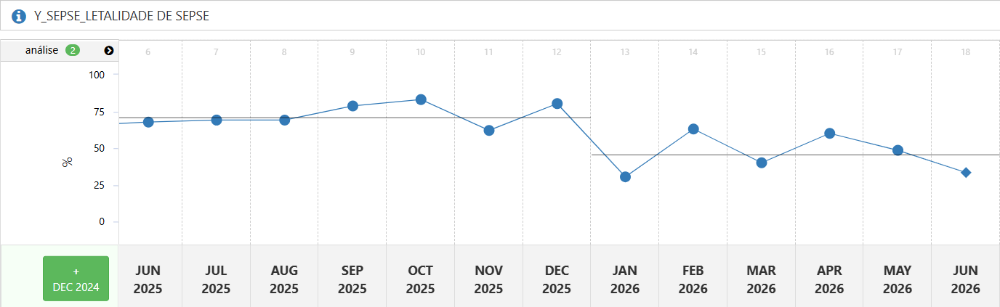 Y_SEPSE_LETALIDADE DE SEPSE
análise 2
6 7 8 9 10 11 12 13 14 15 16 17 18
100
75
50
%
25
0
+
DEC 2024
JUN JUL AUG SEP OCT NOV DEC JAN FEB MAR APR MAY JUN
2025 2025 2025 2025 2025 2025 2025 2026 2026 2026 2026 2026 2026